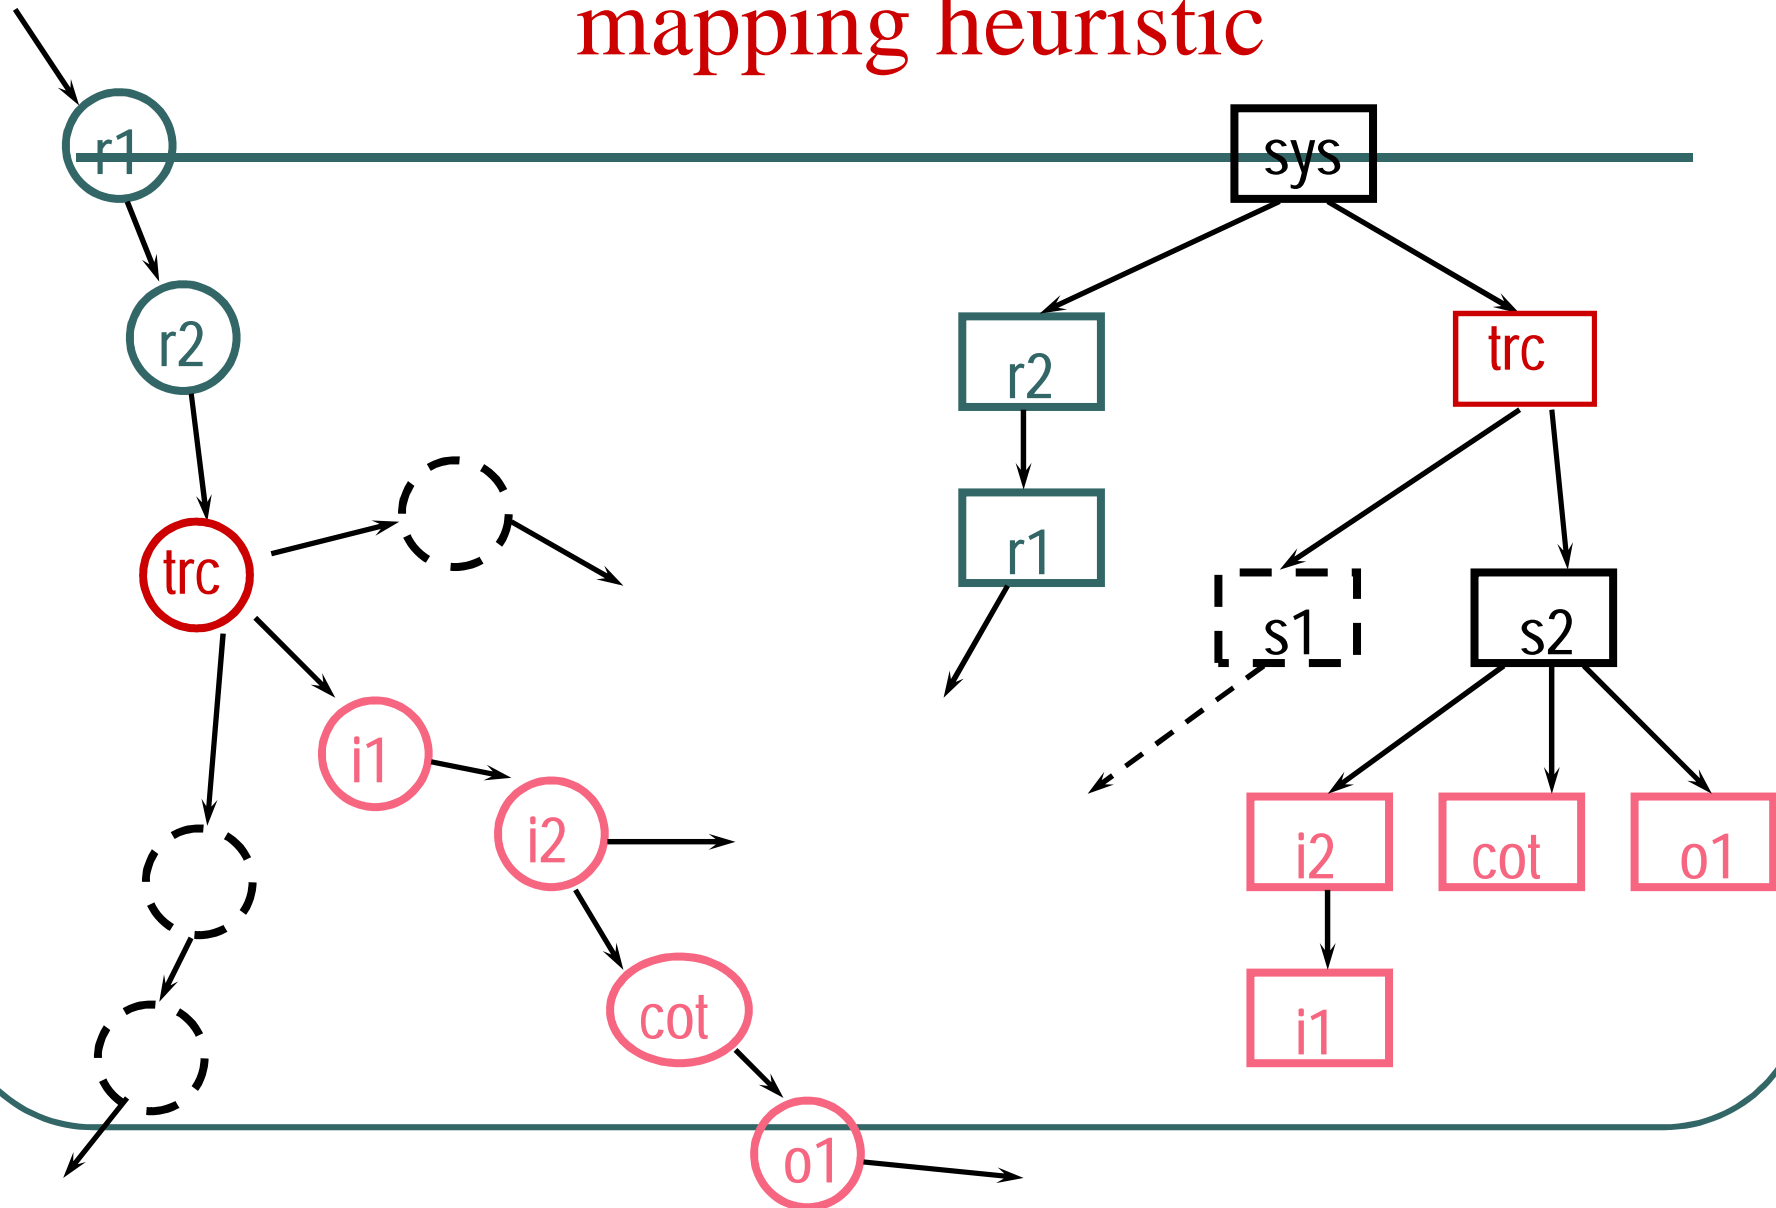 mapping heuristic
r1
sys
r2
r2
trc
r1
trc
s1
s2
i1
i2
i2
cot
o1
cot
i1
o1